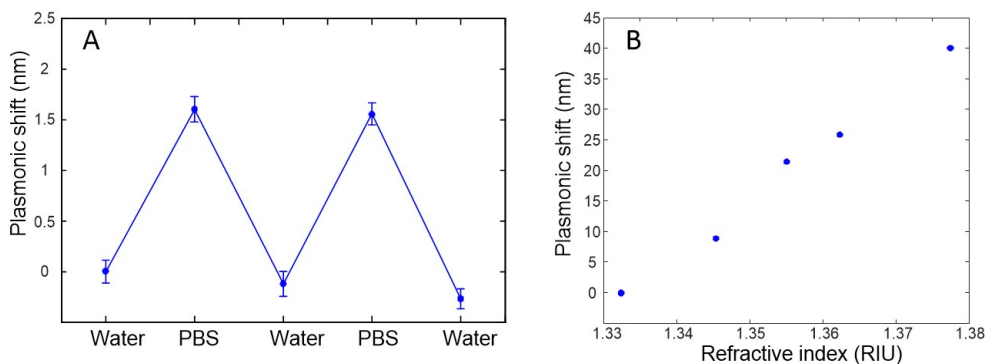 A
Plasmonic shift (nm)
2.5
2
1.5
1
0.5
0
Water PBS Water PBS Water
B
Plasmonic shift (nm)
45
40
35
30
25
20
15
10
5
0
1.33 1.34 1.35 1.36 1.37 1.38
Refractive index (RIU)